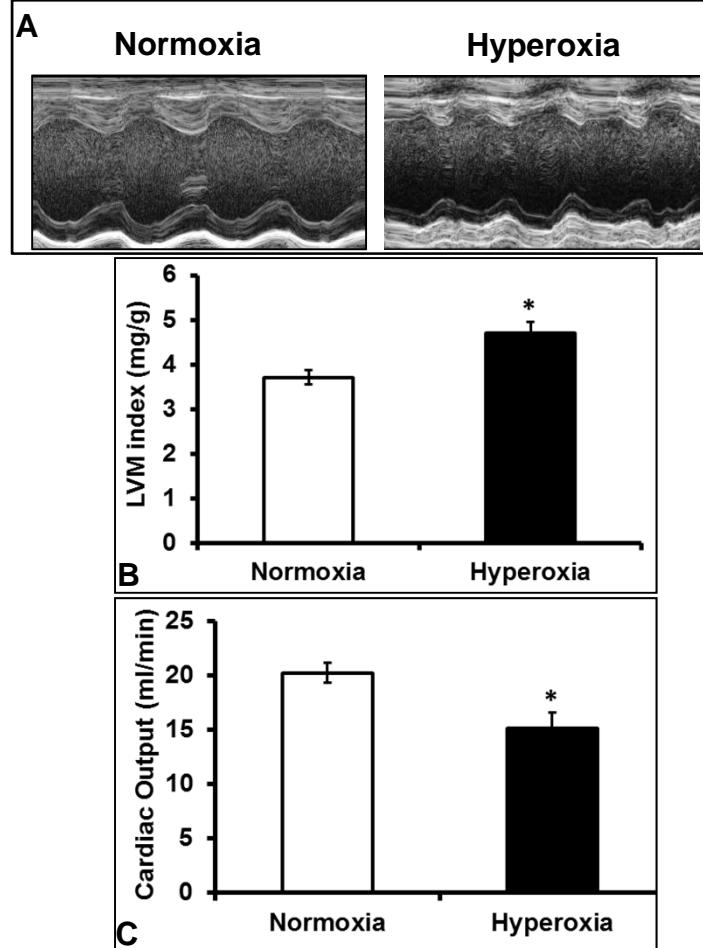 A
Normoxia Hyperoxia
LVM index (mg/g)
6
5
4
3
2
1
0
*
Normoxia Hyperoxia
B
Cardiac Output (ml/min)
25
20
15
10
5
0
*
Normoxia Hyperoxia
C